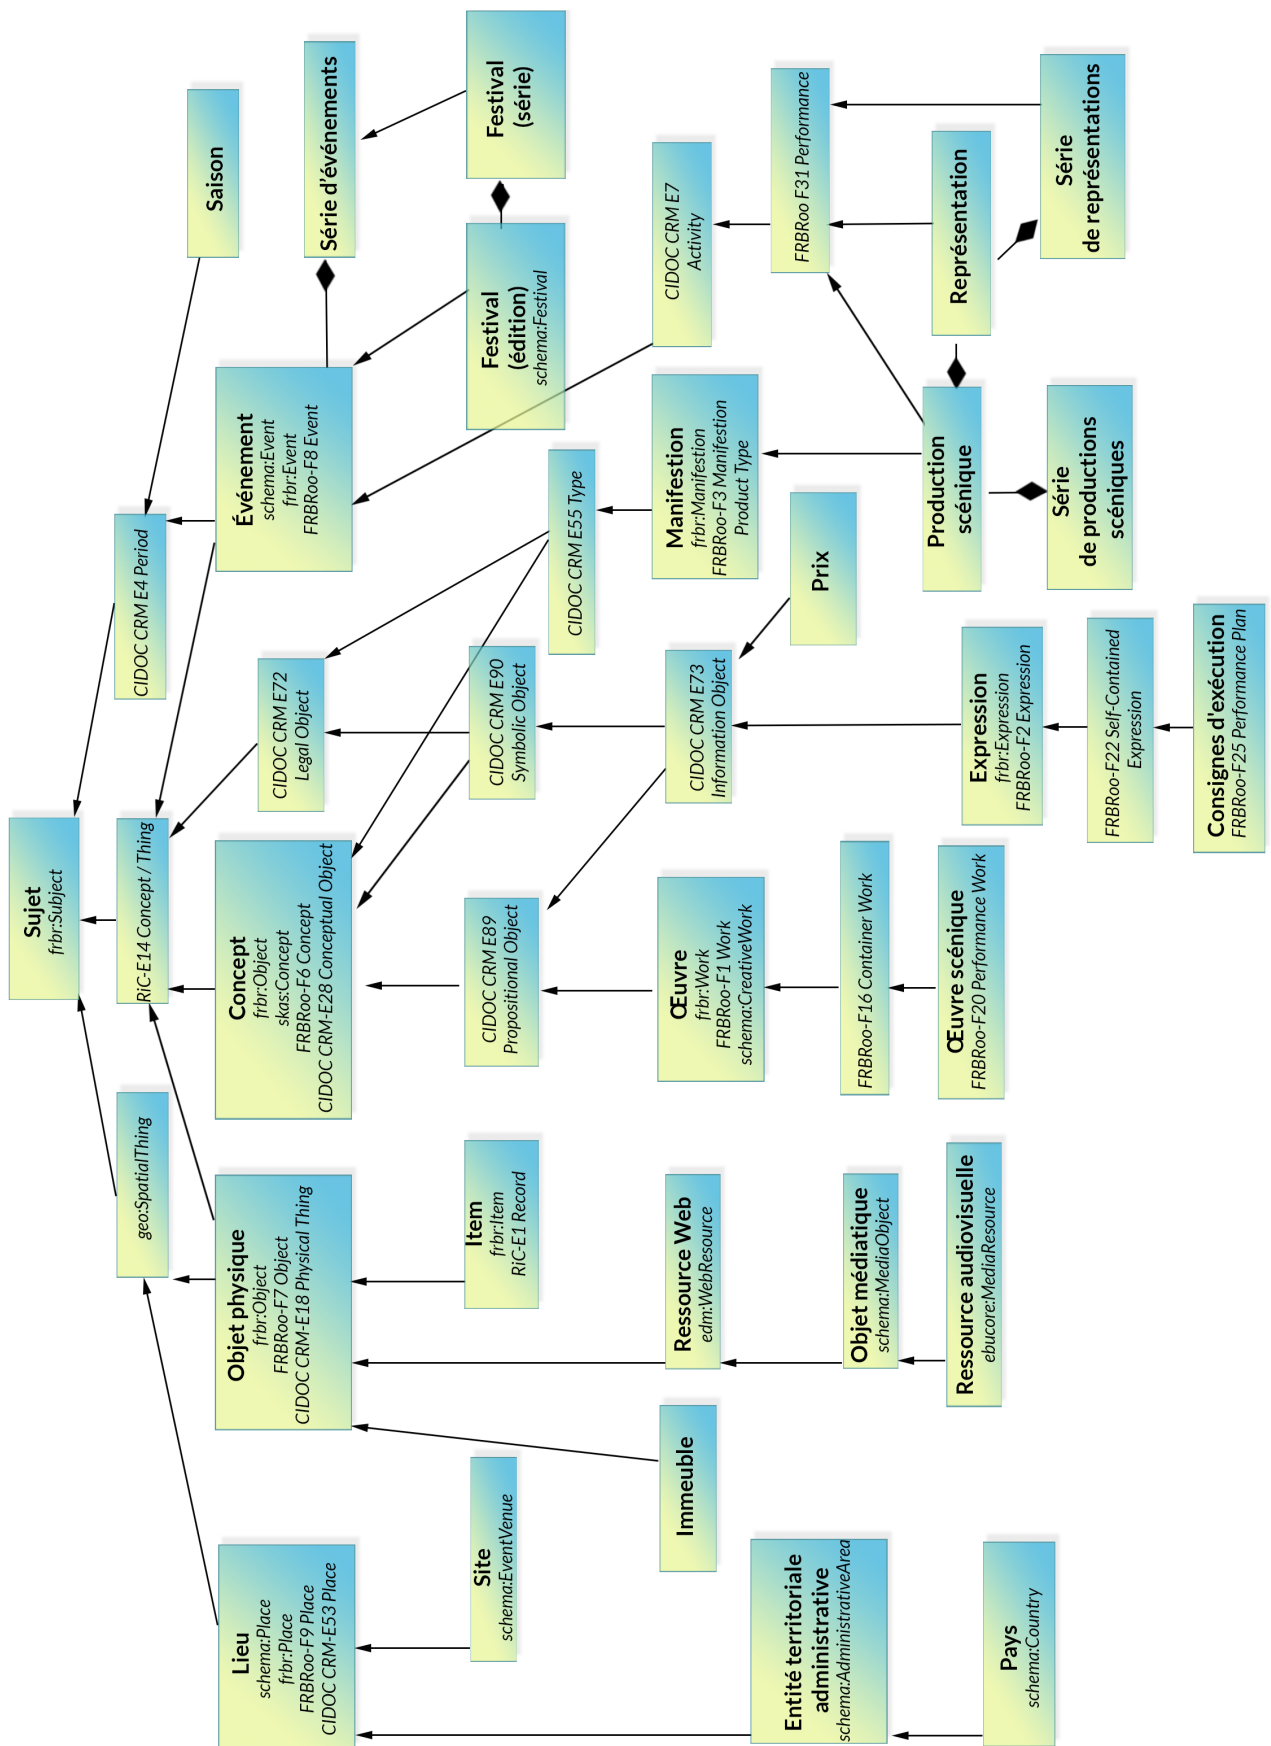 Sujet
frbr:Subject
geo:SpatialThing
RiC-E14 Concept / Thing
CIDOC CRM E4 Period
Saison
Lieu
schema:Place
frbr:Place
FRBRoo-F9 Place
CIDOC CRM-E53 Place
Objet physique
frbr:Object
FRBRoo-F7 Object
CIDOC CRM-E18 Physical Thing
Concept
frbr:Object
skas:Concept
FRBRoo-F6 Concept
CIDOC CRM-E28 Conceptual Object
CIDOC CRM E72
Legal Object
Événement
schema:Event
frbr:Event
FRBRoo-F8 Event
Série d'événements
Site
schema:EventVenue
Item
frbr:Item
RiC-E1 Record
CIDOC CRM E89
Propositional Object
CIDOC CRM E90
Symbolic Object
CIDOC CRM E55 Type
Festival
(édition)
schema:Festival
Festival
(série)
Immeuble
Ressource Web
edm:WebResource
Œuvre
frbr:Work
FRBRoo-F1 Work
schema:CreativeWork
CIDOC CRM E73
Information Object
Manifestion
frbr:Manifestion
FRBRoo-F3 Manifestion
Product Type
CIDOC CRM E7
Activity
Entité territoriale
administrative
schema:AdministrativeArea
Objet médiatique
schema:MediaObject
FRBRoo-F16 Container Work
Prix
FRBRoo F31 Performance
Pays
schema:Country
Ressource audiovisuelle
ebucore:MediaResource
Œuvre scénique
FRBRoo-F20 Performance Work
Expression
frbr:Expression
FRBRoo-F2 Expression
Production
scénique
Représentation
FRBRoo-F22 Self-Contained
Expression
Série
de productions
scéniques
Série
de représentations
Consignes d'exécution
FRBRoo-F25 Performance Plan